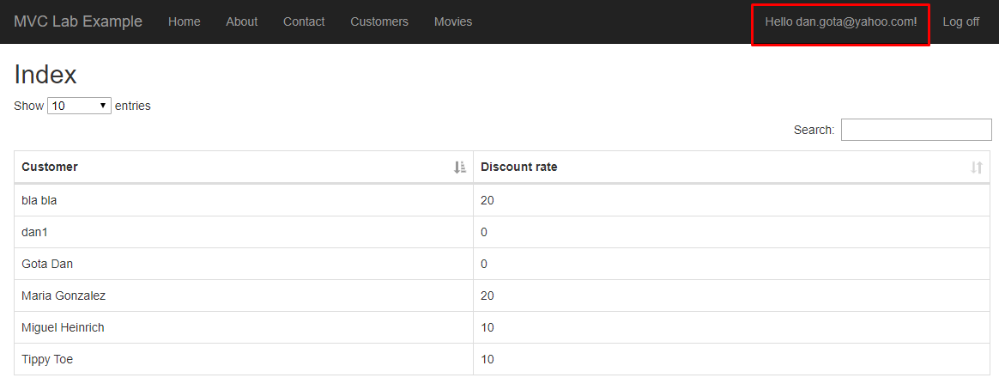 MVC Lab Example Home About Contact Customers Movies Hello dan.gota@yahoo.com! Log off
Index
Show 10 entries
Search:
Customer Discount rate
bla bla 20
dan1 0
Gota Dan 0
Maria Gonzalez 20
Miguel Heinrich 10
Tippy Toe 10